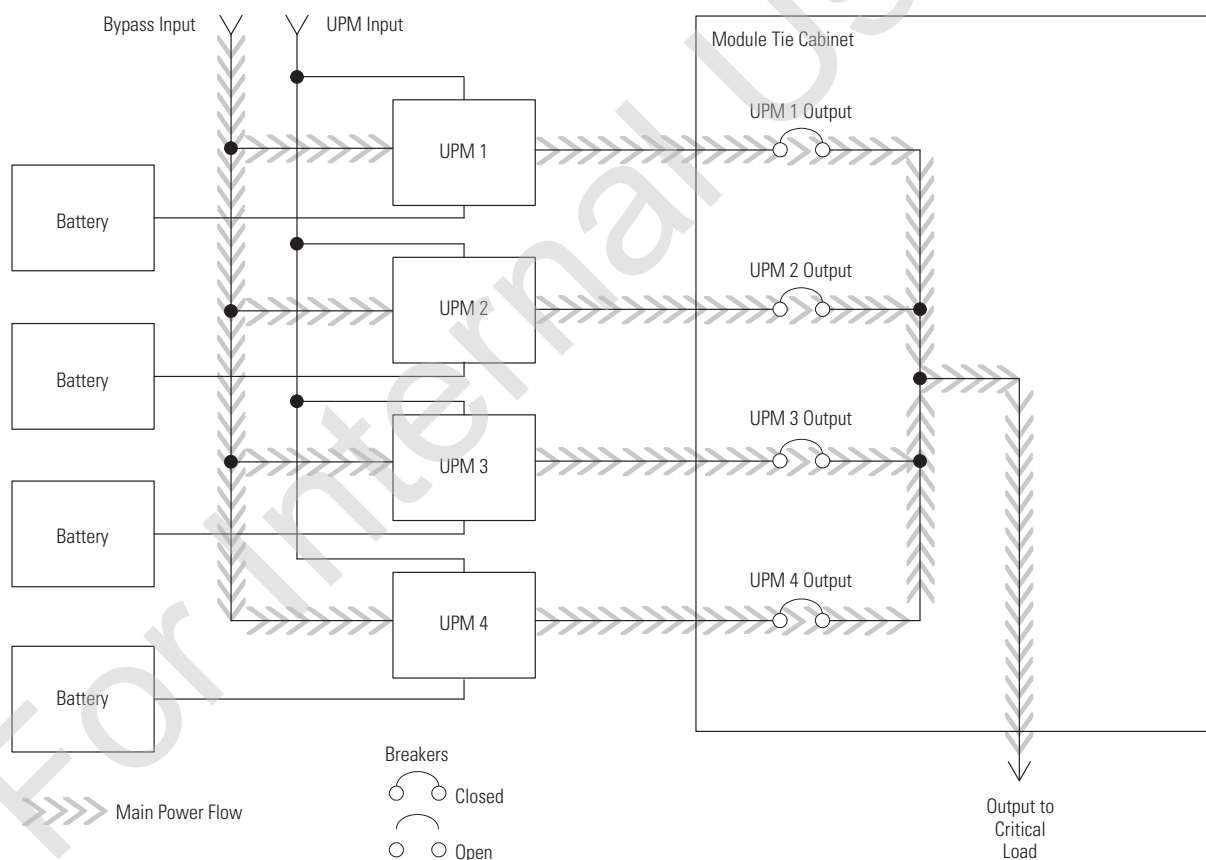 Bypass Input
UPM Input
Module Tie Cabinet
UPM 1 Output
UPM 1
Battery
UPM 2 Output
UPM 2
Battery
UPM 3 Output
UPM 3
Battery
UPM 4 Output
UPM 4
Battery
Breakers
Closed
Open
Main Power Flow
Output to
Critical
Load
For Internal Us